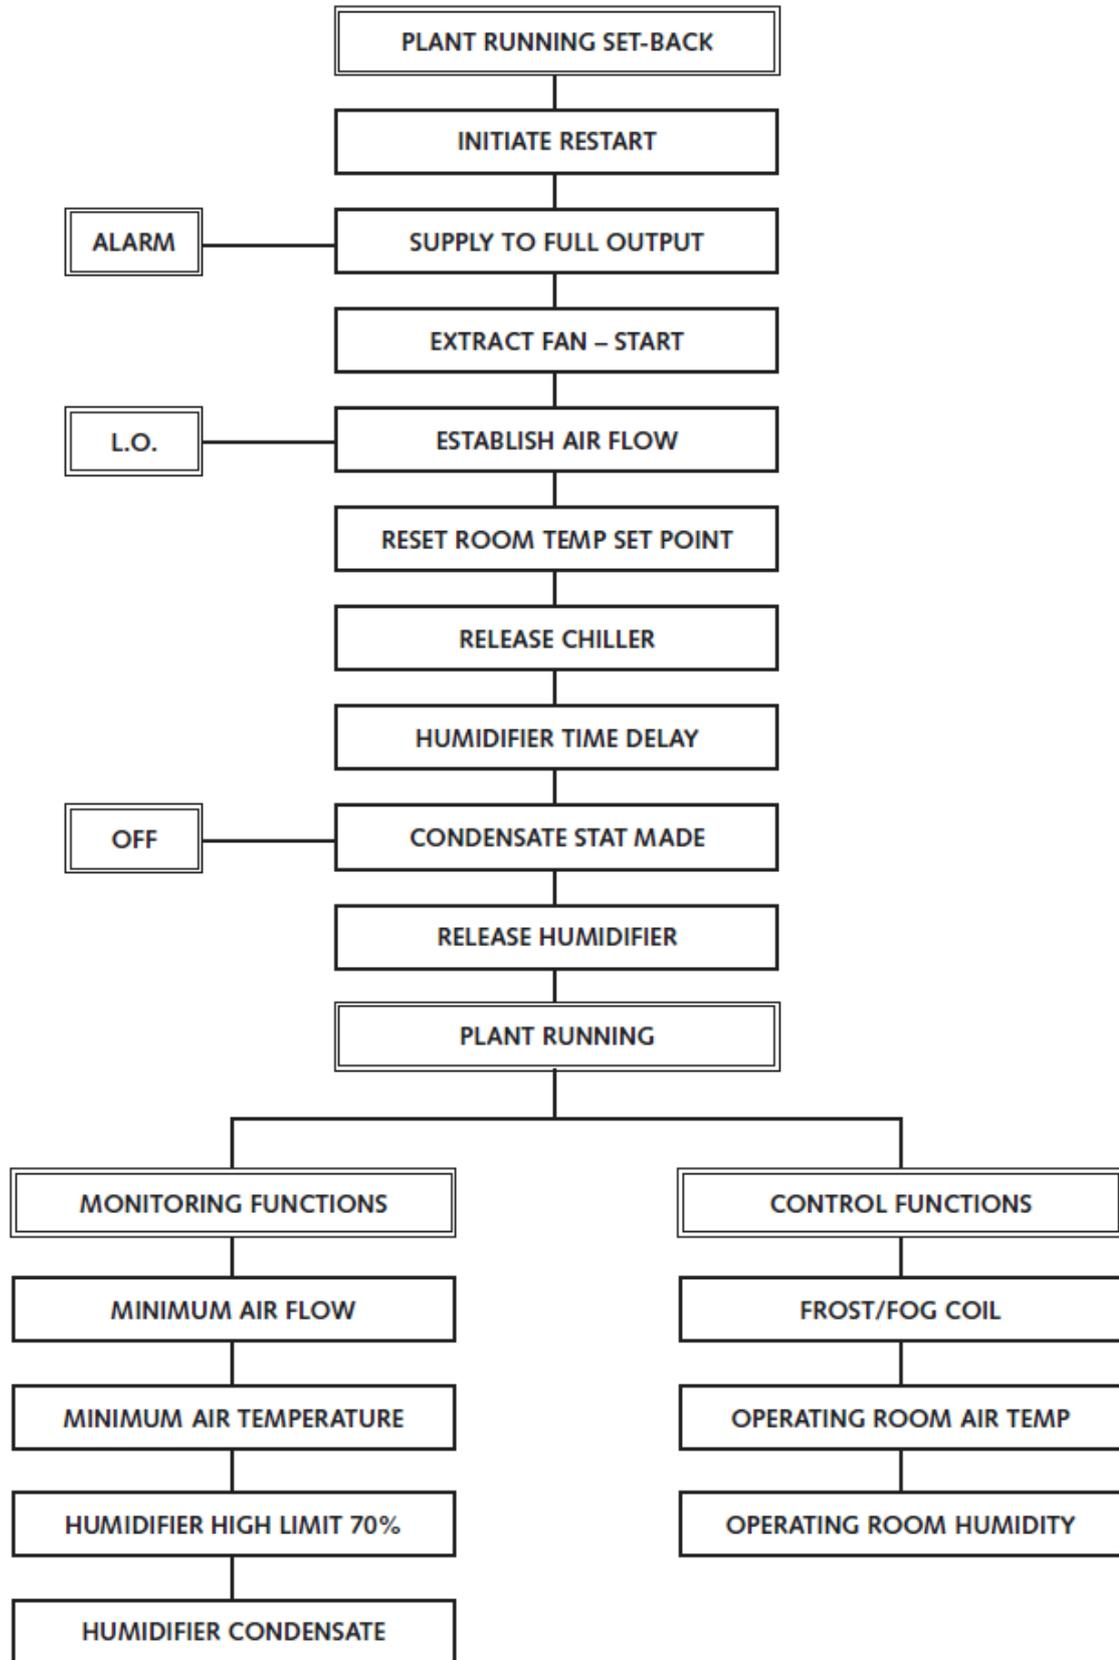 PLANT RUNNING SET-BACK
INITIATE RESTART
ALARM
SUPPLY TO FULL OUTPUT
EXTRACT FAN – START
L.O.
ESTABLISH AIR FLOW
RESET ROOM TEMP SET POINT
RELEASE CHILLER
HUMIDIFIER TIME DELAY
OFF
CONDENSATE STAT MADE
RELEASE HUMIDIFIER
PLANT RUNNING
MONITORING FUNCTIONS
CONTROL FUNCTIONS
MINIMUM AIR FLOW
FROST/FOG COIL
MINIMUM AIR TEMPERATURE
OPERATING ROOM AIR TEMP
HUMIDIFIER HIGH LIMIT 70%
OPERATING ROOM HUMIDITY
HUMIDIFIER CONDENSATE